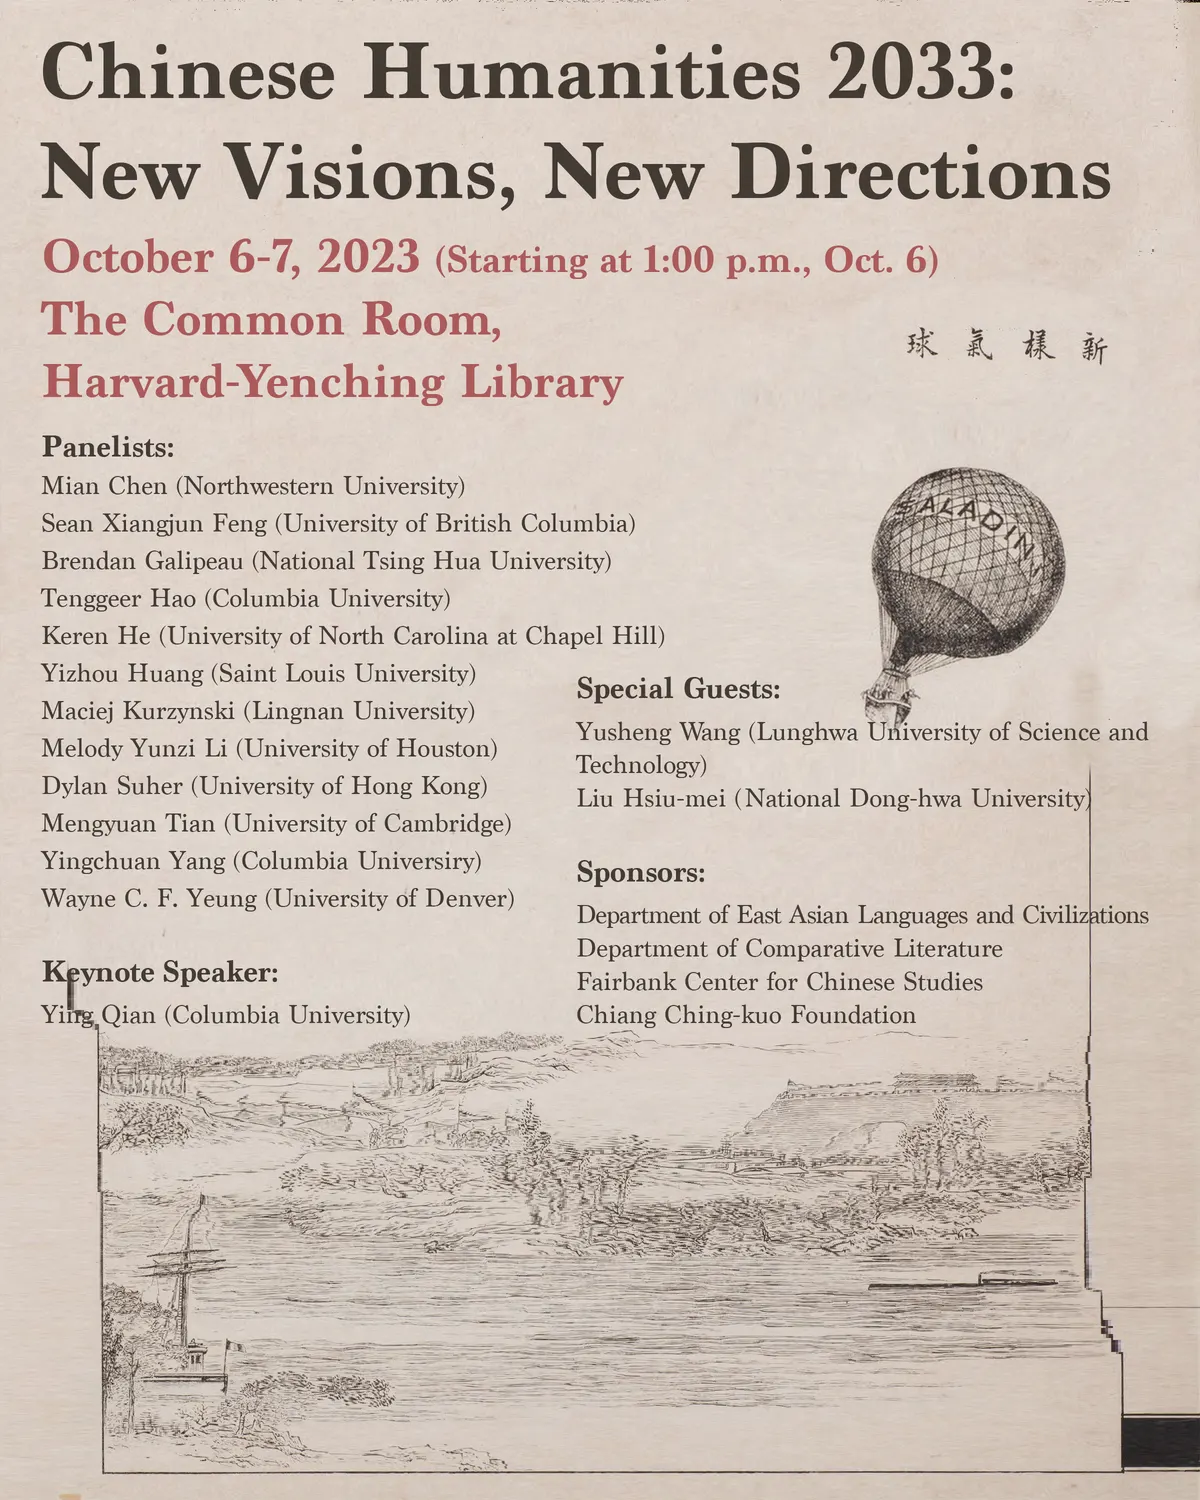 Chinese Humanities 2033:
New Visions, New Directions
October 6-7, 2023 (Starting at 1:00 p.m., Oct. 6)
The Common Room,
Harvard-Yenching Library
新樣氣球
SALADIN
Panelists:
Mian Chen (Northwestern University)
Sean Xiangjun Feng (University of British Columbia)
Brendan Galipeau (National Tsing Hua University)
Tenggeer Hao (Columbia University)
Keren He (University of North Carolina at Chapel Hill)
Yizhou Huang (Saint Louis University)
Maciej Kurzynski (Lingnan University)
Melody Yunzi Li (University of Houston)
Dylan Suher (University of Hong Kong)
Mengyuan Tian (University of Cambridge)
Yingchuan Yang (Columbia Universiry)
Wayne C. F. Yeung (University of Denver)
Keynote Speaker:
Ying Qian (Columbia University)
Special Guests:
Yusheng Wang (Lunghwa University of Science and
Technology)
Liu Hsiu-mei (National Dong-hwa University)
Sponsors:
Department of East Asian Languages and Civilizations
Department of Comparative Literature
Fairbank Center for Chinese Studies
Chiang Ching-kuo Foundation